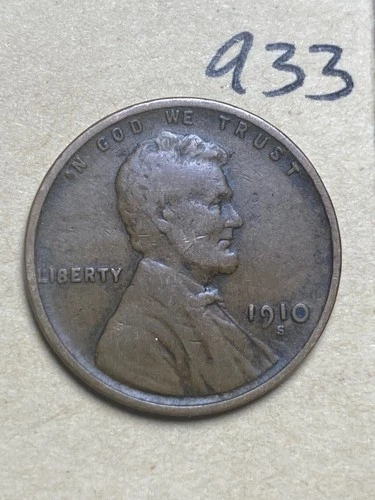 933
IN GOD WE TRUST
LIBERTY
1910
S